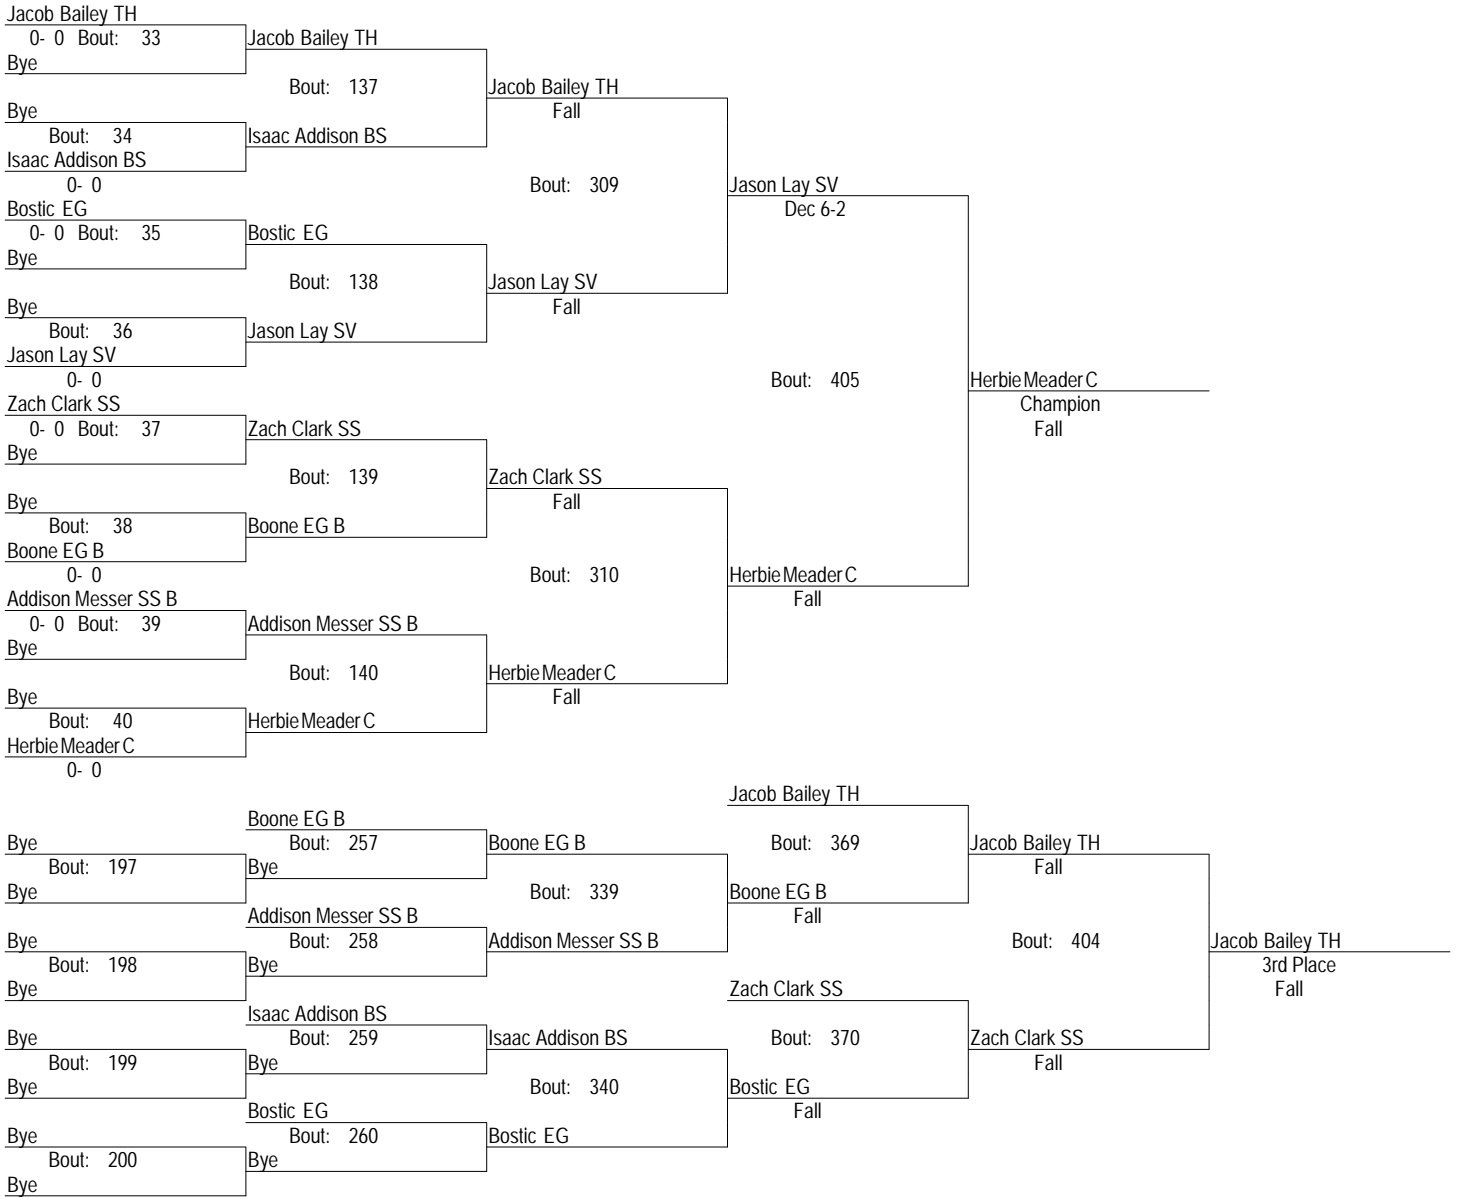 Jacob Bailey TH
0- 0 Bout: 33
Jacob Bailey TH
Bye
Bout: 137
Jacob Bailey TH
Fall
Bye
Bout: 34
Isaac Addison BS
Isaac Addison BS
0- 0
Bout: 309
Jason Lay SV
Dec 6-2
Bostic EG
0- 0 Bout: 35
Bostic EG
Bye
Bout: 138
Jason Lay SV
Fall
Bye
Bout: 36
Jason Lay SV
Jason Lay SV
0- 0
Bout: 405
Herbie Meader C
Champion
Fall
Zach Clark SS
0- 0 Bout: 37
Zach Clark SS
Bye
Bout: 139
Zach Clark SS
Fall
Bye
Bout: 38
Boone EG B
Boone EG B
0- 0
Bout: 310
Herbie Meader C
Fall
Addison Messer SS B
0- 0 Bout: 39
Addison Messer SS B
Bye
Bout: 140
Herbie Meader C
Fall
Bye
Bout: 40
Herbie Meader C
Herbie Meader C
0- 0
Jacob Bailey TH
Boone EG B
Bye
Bout: 257
Boone EG B
Bout: 369
Jacob Bailey TH
Fall
Bout: 197
Bye
Bye
Bout: 339
Boone EG B
Fall
Addison Messer SS B
Bye
Bout: 258
Addison Messer SS B
Bout: 404
Jacob Bailey TH
3rd Place
Fall
Bout: 198
Bye
Bye
Zach Clark SS
Isaac Addison BS
Bye
Bout: 259
Isaac Addison BS
Bout: 370
Zach Clark SS
Fall
Bout: 199
Bye
Bye
Bout: 340
Bostic EG
Fall
Bostic EG
Bye
Bout: 260
Bostic EG
Bout: 200
Bye
Bye